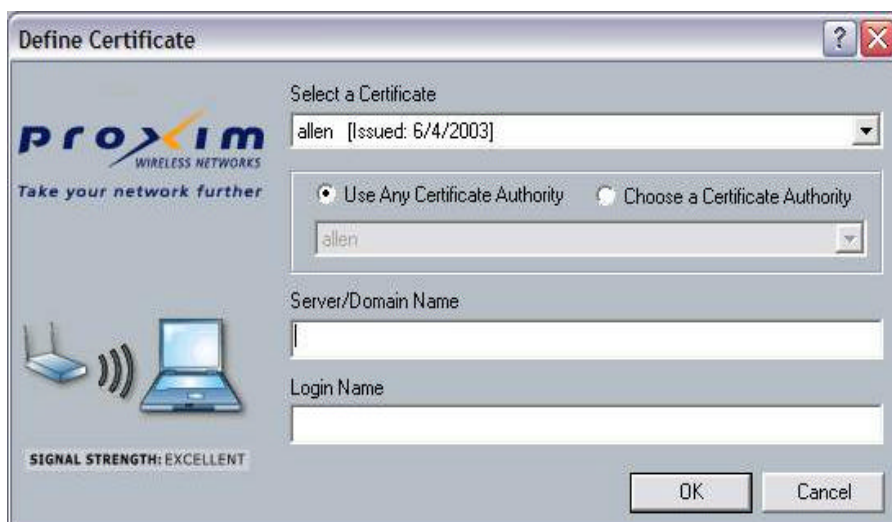 Define Certificate
proxim
WIRELESS NETWORKS
Take your network further
SIGNAL STRENGTH: EXCELLENT
Select a Certificate
allen [Issued: 6/4/2003]
Use Any Certificate Authority
Choose a Certificate Authority
allen
Server/Domain Name
Login Name
OK
Cancel